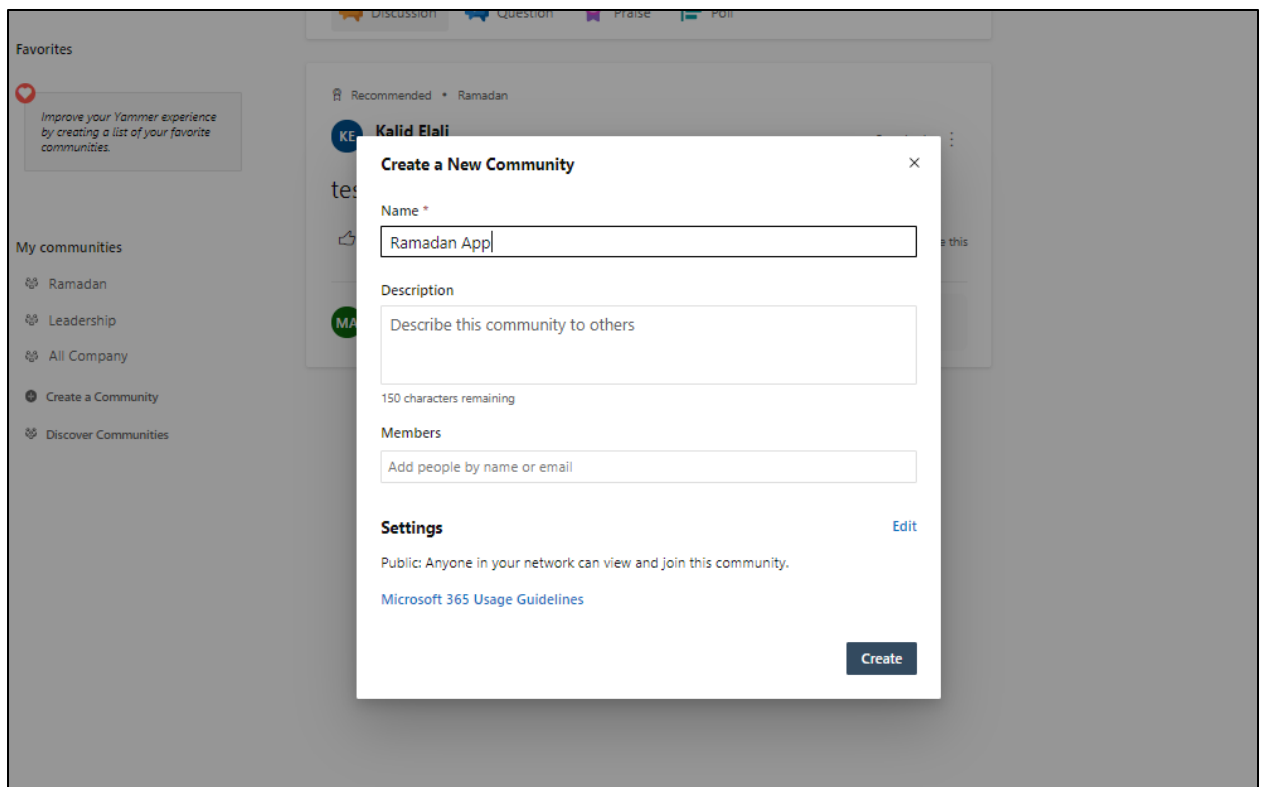 Discussion Question Praise Poll
Favorites
Improve your Yammer experience
by creating a list of your favorite
communities.
Recommended • Ramadan
KE Kalid Elali
tes
My communities
Ramadan
Leadership
All Company
Create a Community
Discover Communities
MA
e this
Create a New Community
Name *
Ramadan App
Description
Describe this community to others
150 characters remaining
Members
Add people by name or email
Settings
Edit
Public: Anyone in your network can view and join this community.
Microsoft 365 Usage Guidelines
Create